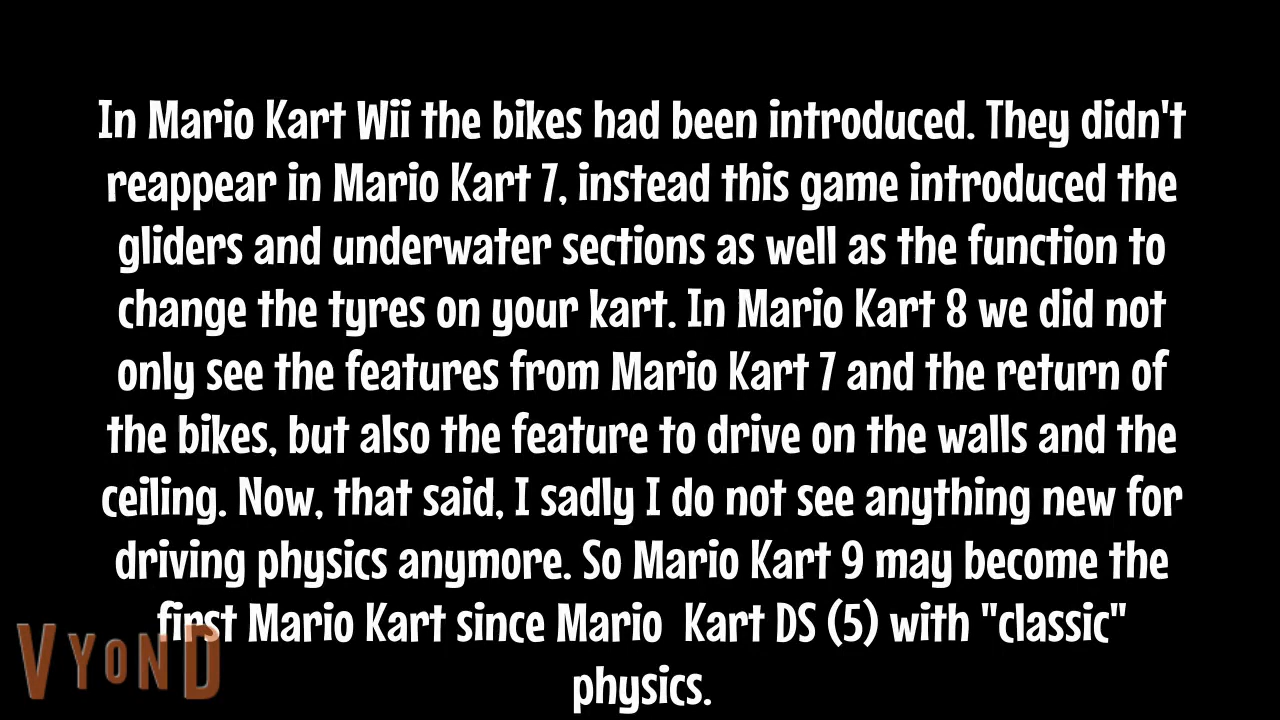 In Mario Kart Wii the bikes had been introduced. They didn't
reappear in Mario Kart 7, instead this game introduced the
gliders and underwater sections as well as the function to
change the tyres on your kart. In Mario Kart 8 we did not
only see the features from Mario Kart 7 and the return of
the bikes, but also the feature to drive on the walls and the
ceiling. Now, that said, I sadly I do not see anything new for
driving physics anymore. So Mario Kart 9 may become the
first Mario Kart since Mario  Kart DS (5) with "classic"
physics.
VYOND